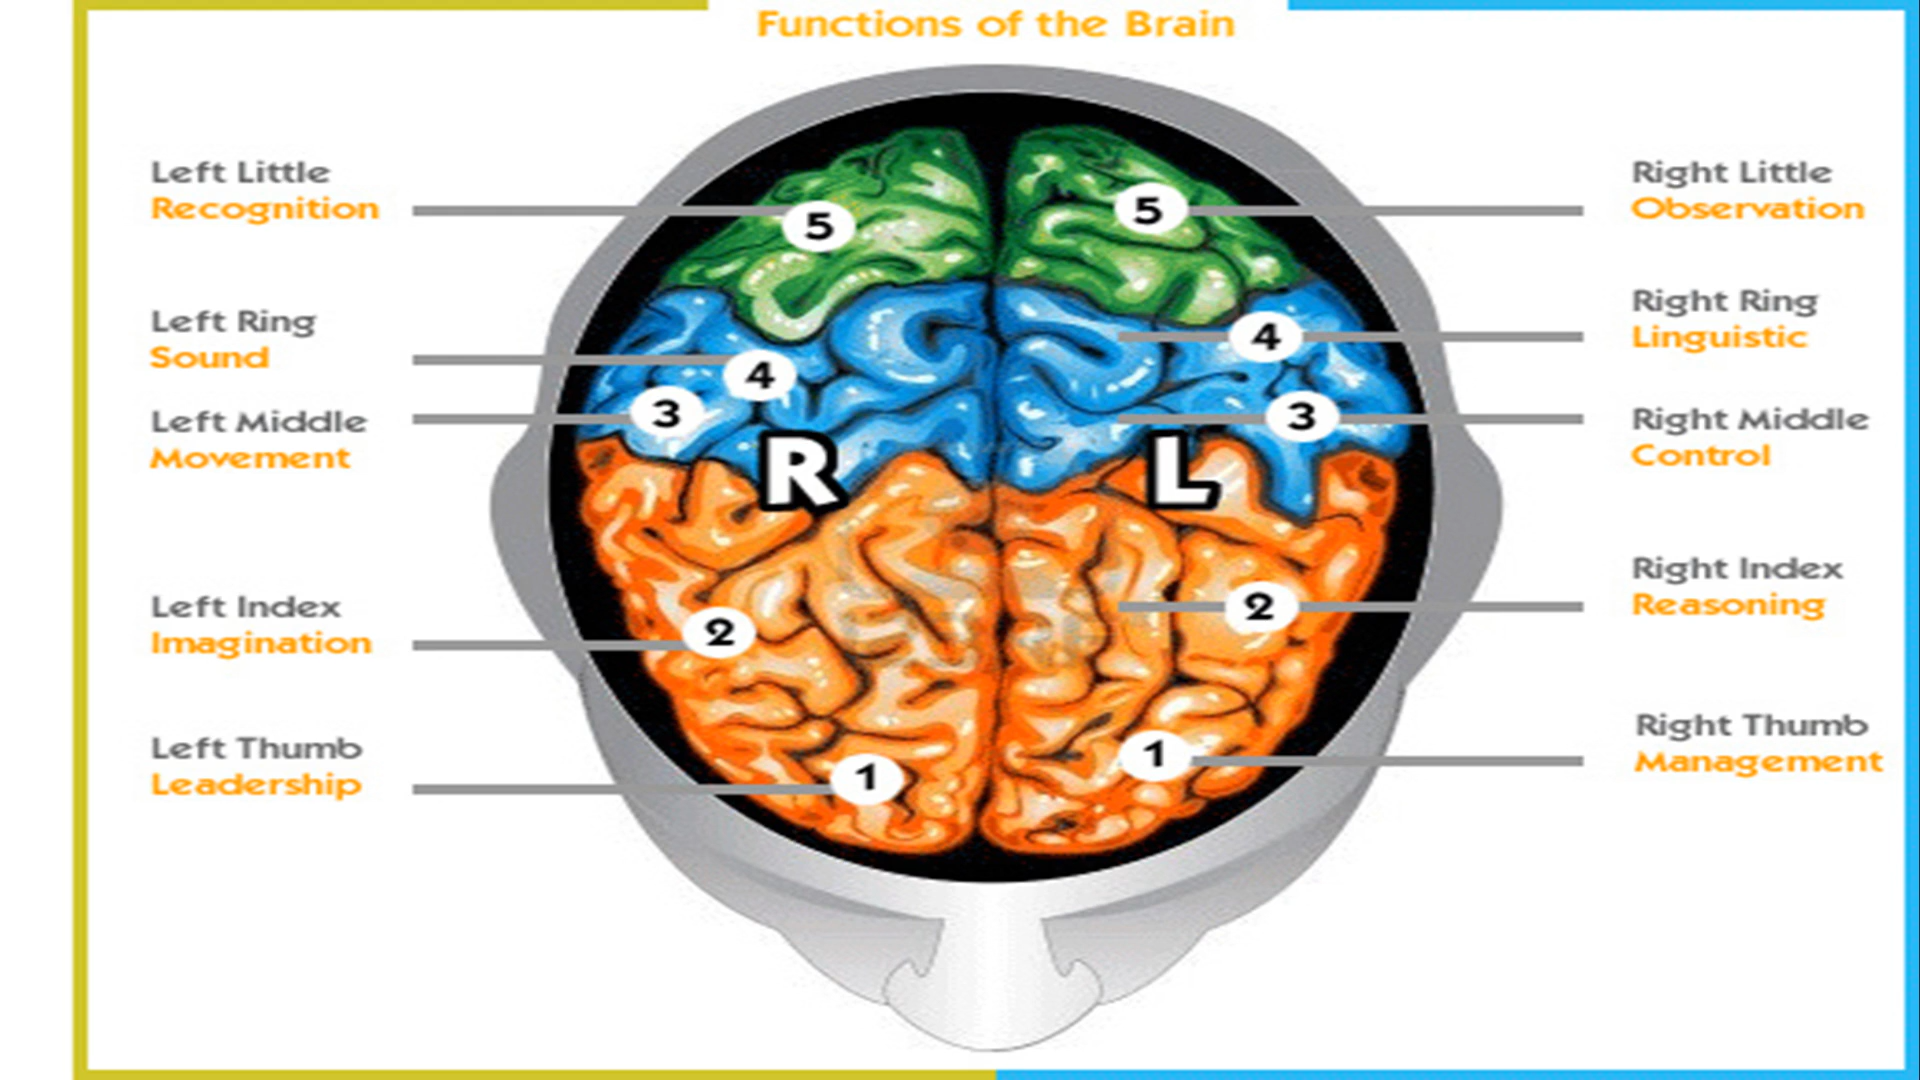 Functions of the Brain
Left Little
Recognition
Left Ring
Sound
Left Middle
Movement
Left Index
Imagination
Left Thumb
Leadership
5
5
4
4
3
3
R
L
2
2
1
1
Right Little
Observation
Right Ring
Linguistic
Right Middle
Control
Right Index
Reasoning
Right Thumb
Management